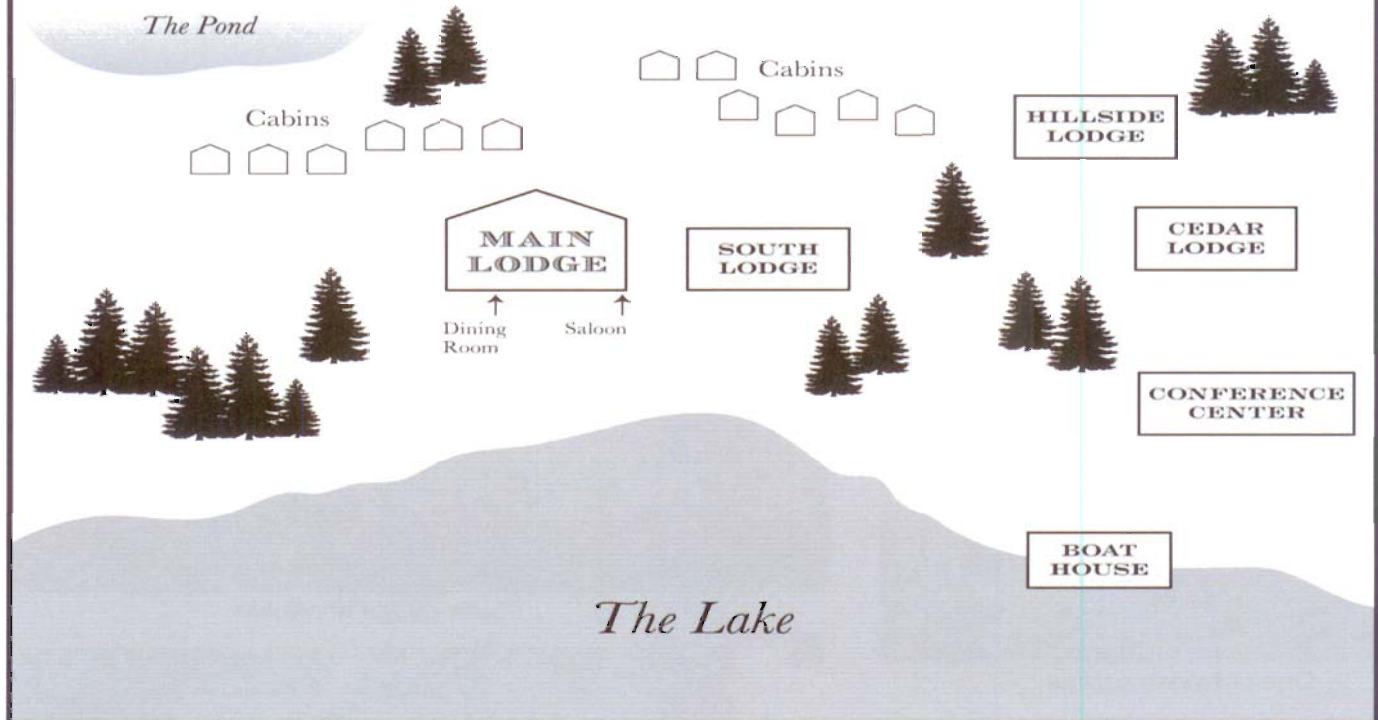 The Pond
Cabins
Cabins
HILLSIDE
LODGE
MAIN
LODGE
SOUTH
LODGE
CEDAR
LODGE
Dining
Room
Saloon
CONFERENCE
CENTER
BOAT
HOUSE
The Lake